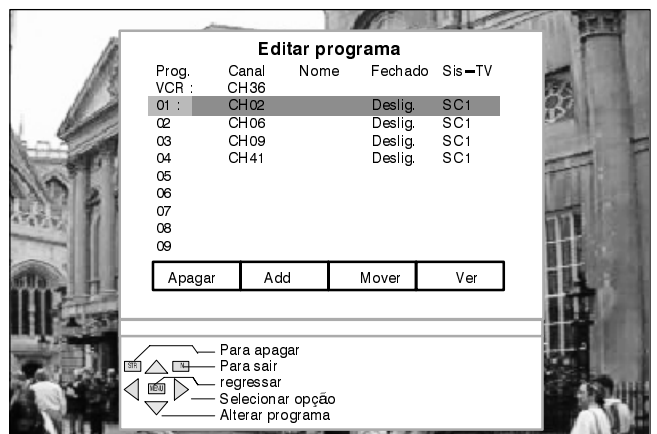 Editar programa
Prog. Canal Nome Fechado Sis–TV
VCR : CH36
01 : CH02 Deslig. SC1
02 CH06 Deslig. SC1
03 CH09 Deslig. SC1
04 CH41 Deslig. SC1
05
06
07
08
09
Apagar Add Mover Ver
Para apagar
STR N Para sair
MENU regressar
Selecionar opção
Alterar programa